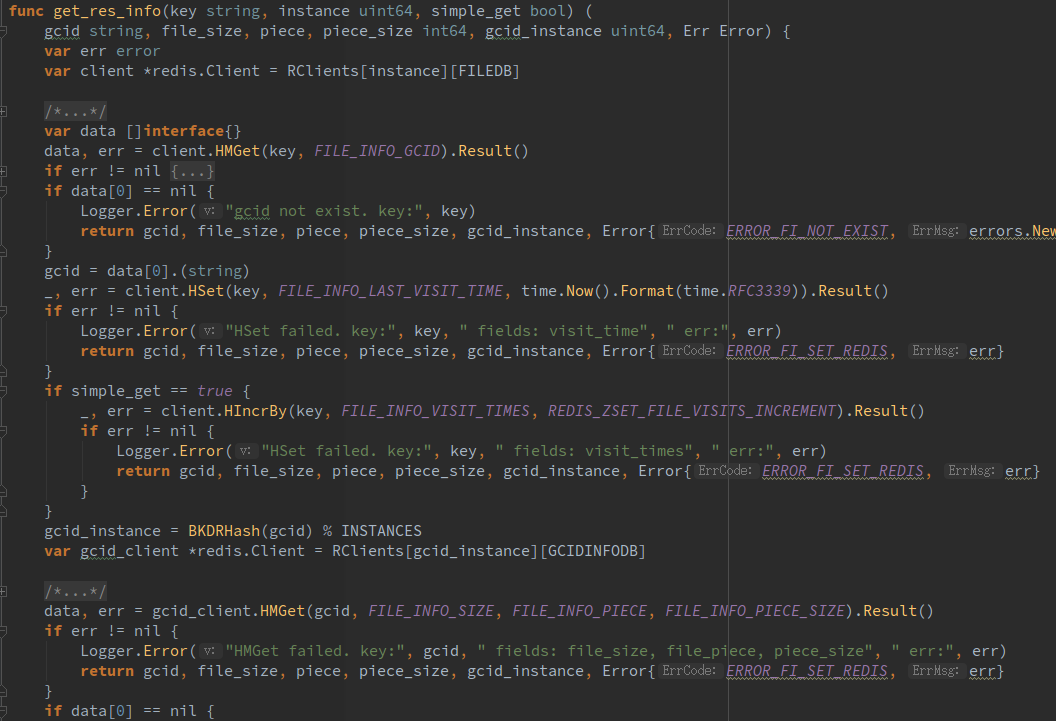 func get_res_info(key string, instance uint64, simple_get bool) (
gcid string, file_size, piece, piece_size int64, gcid_instance uint64, Err Error) {
var err error
var client *redis.Client = RClients[instance][FILEDB]
/*...*/
var data []interface{}
data, err = client.HMGet(key, FILE_INFO_GCID).Result()
if err != nil {...}
if data[0] == nil {
Logger.Error( v: "gcid not exist. key:", key)
return gcid, file_size, piece, piece_size, gcid_instance, Error{ ErrCode: ERROR_FI_NOT_EXIST, ErrMsg: errors.New
}
gcid = data[0].(string)
_, err = client.HSet(key, FILE_INFO_LAST_VISIT_TIME, time.Now().Format(time.RFC3339)).Result()
if err != nil {
Logger.Error( v: "HSet failed. key:", key, " fields: visit_time", " err:", err)
return gcid, file_size, piece, piece_size, gcid_instance, Error{ ErrCode: ERROR_FI_SET_REDIS, ErrMsg: err}
}
if simple_get == true {
_, err = client.HIncrBy(key, FILE_INFO_VISIT_TIMES, REDIS_ZSET_FILE_VISITS_INCREMENT).Result()
if err != nil {
Logger.Error( v: "HSet failed. key:", key, " fields: visit_times", " err:", err)
return gcid, file_size, piece, piece_size, gcid_instance, Error{ ErrCode: ERROR_FI_SET_REDIS, ErrMsg: err}
}
}
gcid_instance = BKDRHash(gcid) % INSTANCES
var gcid_client *redis.Client = RClients[gcid_instance][GCIDINFODB]
/*...*/
data, err = gcid_client.HMGet(gcid, FILE_INFO_SIZE, FILE_INFO_PIECE, FILE_INFO_PIECE_SIZE).Result()
if err != nil {
Logger.Error( v: "HMGet failed. key:", gcid, " fields: file_size, file_piece, piece_size", " err:", err)
return gcid, file_size, piece, piece_size, gcid_instance, Error{ ErrCode: ERROR_FI_SET_REDIS, ErrMsg: err}
}
if data[0] == nil {